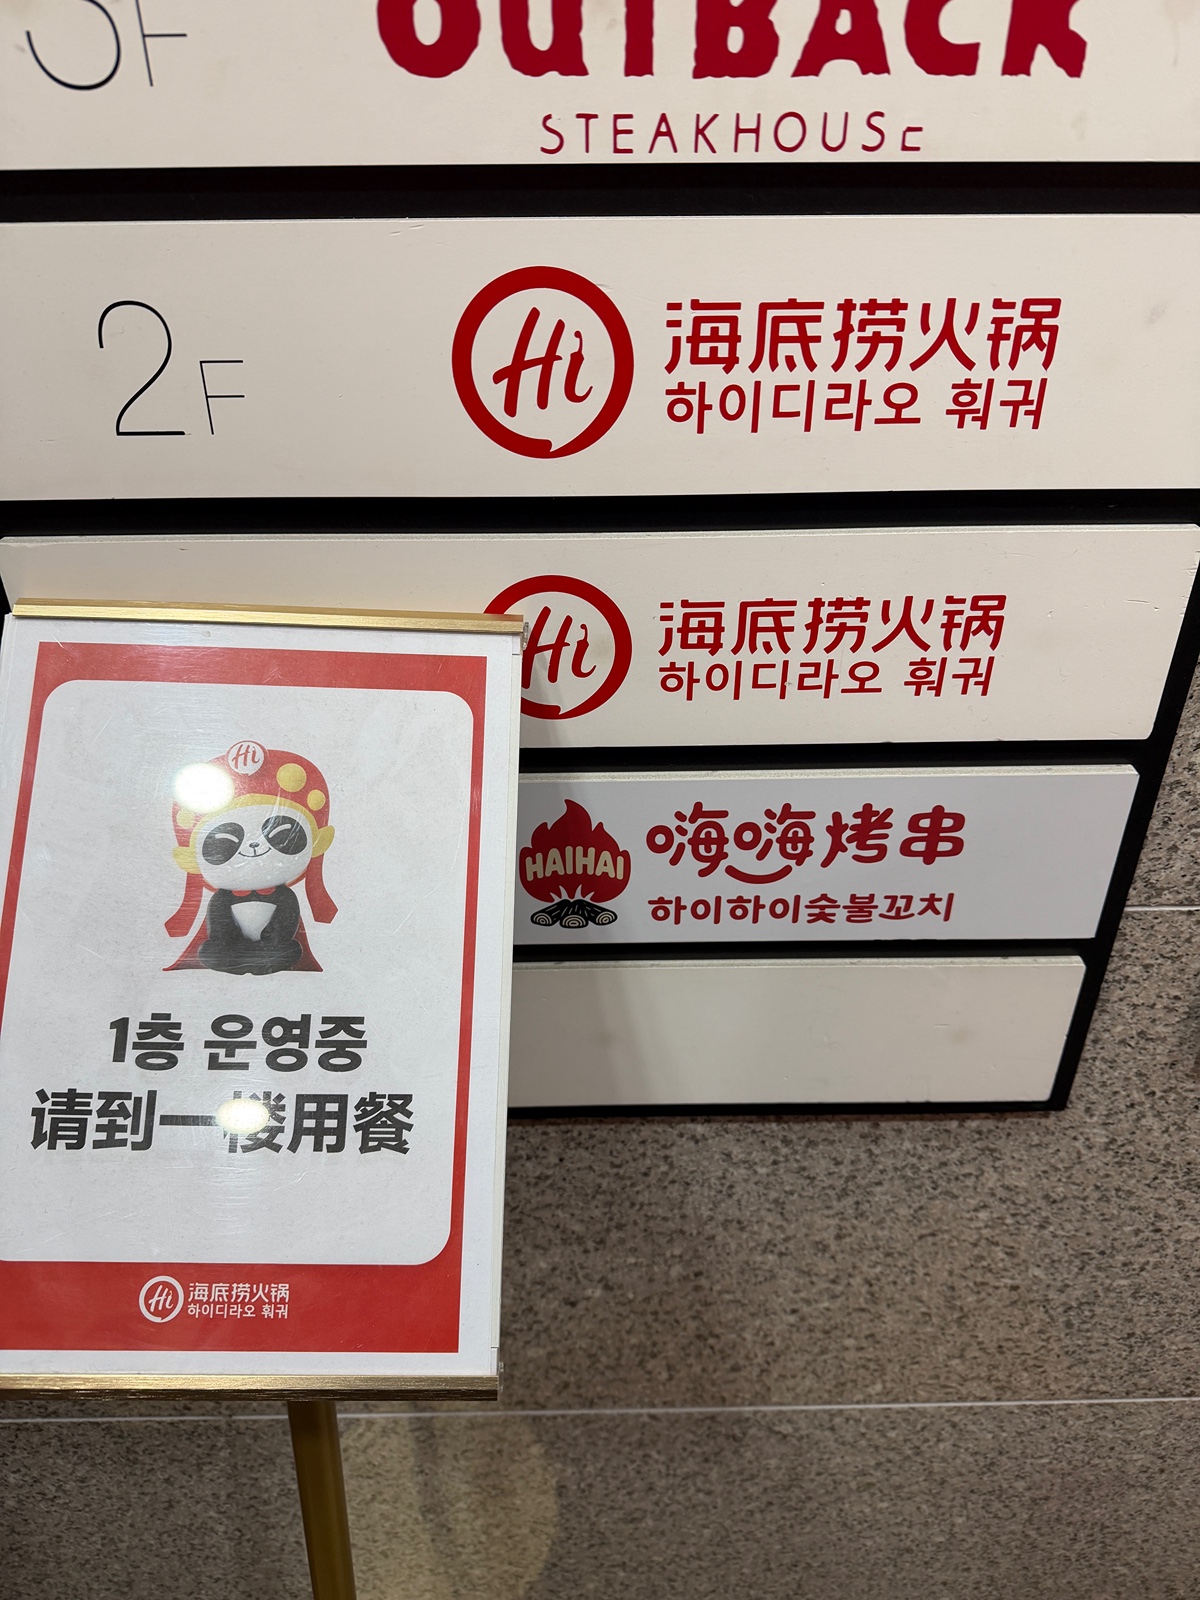 OUTBACK
STEAKHOUSE
2F
Hi
海底捞火锅
하이디라오 훠궈
Hi
海底捞火锅
하이디라오 훠궈
HAIHAI
嗨嗨烤串
하이하이숯불꼬치
Hi
1층 운영중
请到一楼用餐
Hi
海底捞火锅
하이디라오 훠궈